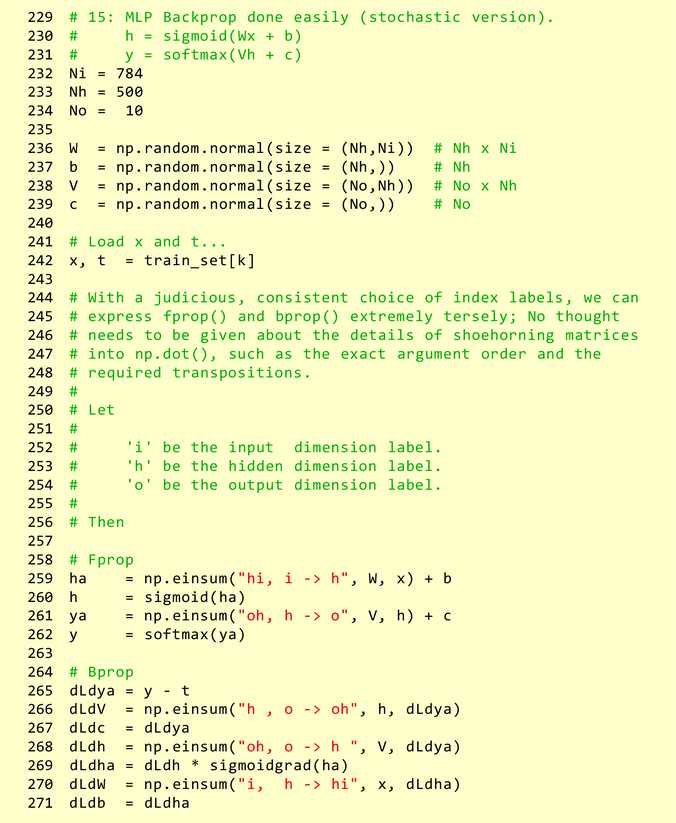 229 # 15: MLP Backprop done easily (stochastic version).
230 #     h = sigmoid(Wx + b)
231 #     y = softmax(Vh + c)
232 Ni = 784
233 Nh = 500
234 No =  10
235
236 W  = np.random.normal(size = (Nh,Ni))  # Nh x Ni
237 b  = np.random.normal(size = (Nh,))    # Nh
238 V  = np.random.normal(size = (No,Nh))  # No x Nh
239 c  = np.random.normal(size = (No,))    # No
240
241 # Load x and t...
242 x, t  = train_set[k]
243
244 # With a judicious, consistent choice of index labels, we can
245 # express fprop() and bprop() extremely tersely; No thought
246 # needs to be given about the details of shoehorning matrices
247 # into np.dot(), such as the exact argument order and the
248 # required transpositions.
249 #
250 # Let
251 #
252 #     'i' be the input  dimension label.
253 #     'h' be the hidden dimension label.
254 #     'o' be the output dimension label.
255 #
256 # Then
257
258 # Fprop
259 ha    = np.einsum("hi, i -> h", W, x) + b
260 h     = sigmoid(ha)
261 ya    = np.einsum("oh, h -> o", V, h) + c
262 y     = softmax(ya)
263
264 # Bprop
265 dLdya = y - t
266 dLdV  = np.einsum("h , o -> oh", h, dLdya)
267 dLdc  = dLdya
268 dLdh  = np.einsum("oh, o -> h ", V, dLdya)
269 dLdha = dLdh * sigmoidgrad(ha)
270 dLdW  = np.einsum("i,  h -> hi", x, dLdha)
271 dLdb  = dLdha